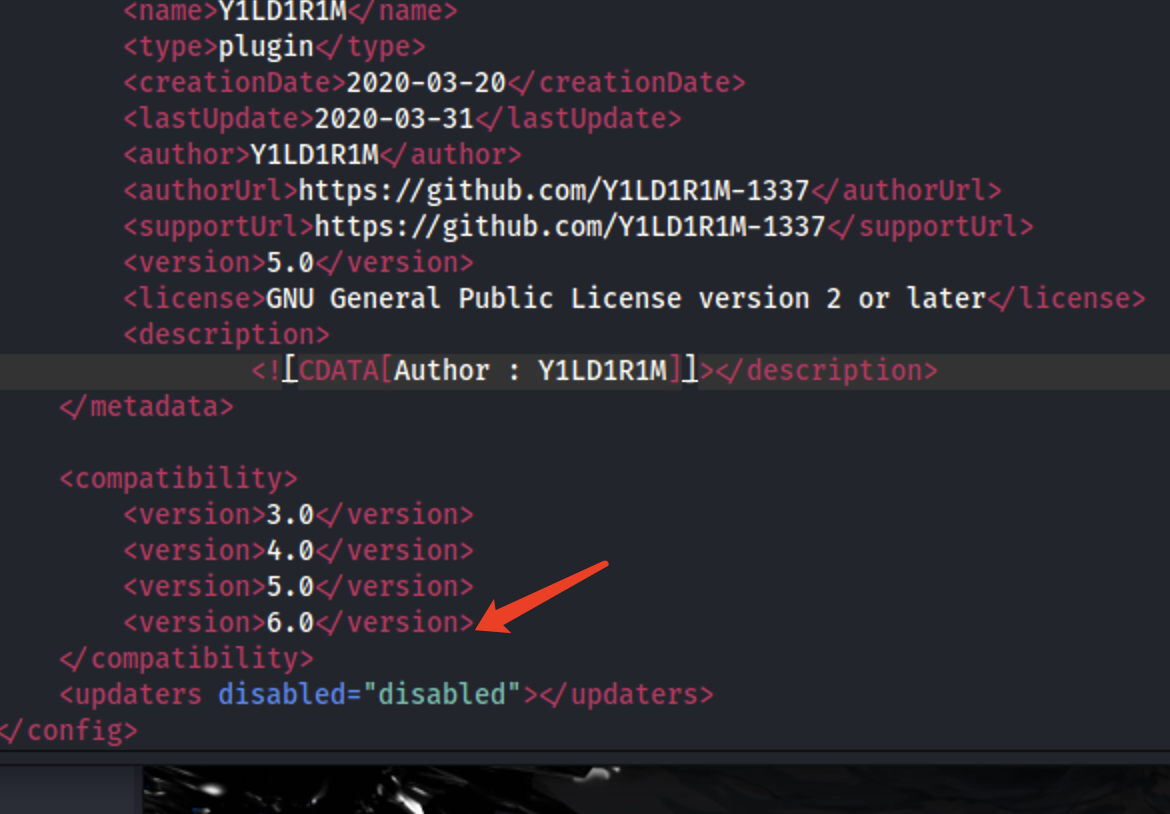 <name>Y1LD1R1M</name>
<type>plugin</type>
<creationDate>2020-03-20</creationDate>
<lastUpdate>2020-03-31</lastUpdate>
<author>Y1LD1R1M</author>
<authorUrl>https://github.com/Y1LD1R1M-1337</authorUrl>
<supportUrl>https://github.com/Y1LD1R1M-1337</supportUrl>
<version>5.0</version>
<license>GNU General Public License version 2 or later</license>
<description>
<![CDATA[Author : Y1LD1R1M]]></description>
</metadata>
<compatibility>
<version>3.0</version>
<version>4.0</version>
<version>5.0</version>
<version>6.0</version>
</compatibility>
<updaters disabled="disabled"></updaters>
</config>